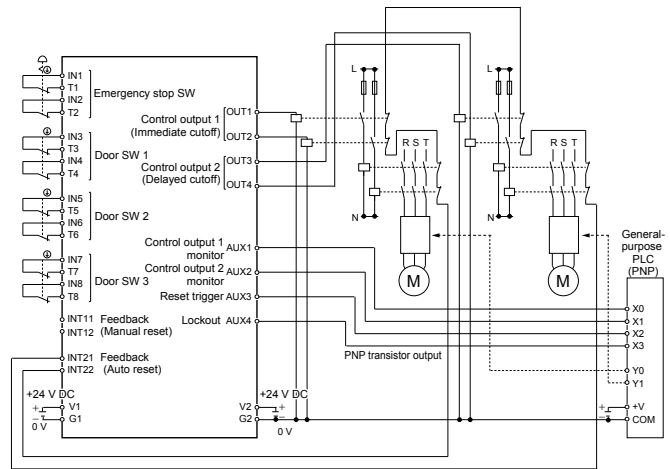 IN1
T1
IN2
T2
Emergency stop SW
IN3
T3
IN4
T4
Door SW 1
IN5
T5
IN6
T6
Door SW 2
IN7
T7
IN8
T8
Door SW 3
INT11 Feedback
INT12 (Manual reset)
INT21 Feedback
INT22 (Auto reset)
+24 V DC
+ V1
− G1
0 V
Control output 1
(Immediate cutoff)
OUT1
OUT2
Control output 2
(Delayed cutoff)
OUT3
OUT4
Control output 1
monitor
AUX1
Control output 2
monitor
AUX2
Reset trigger AUX3
Lockout AUX4
+24 V DC
V2 +
G2 −
0 V
PNP transistor output
L
R S T
N
M
L
R S T
N
M
General-
purpose
PLC
(PNP)
X0
X1
X2
X3
Y0
Y1
+ +V
− COM